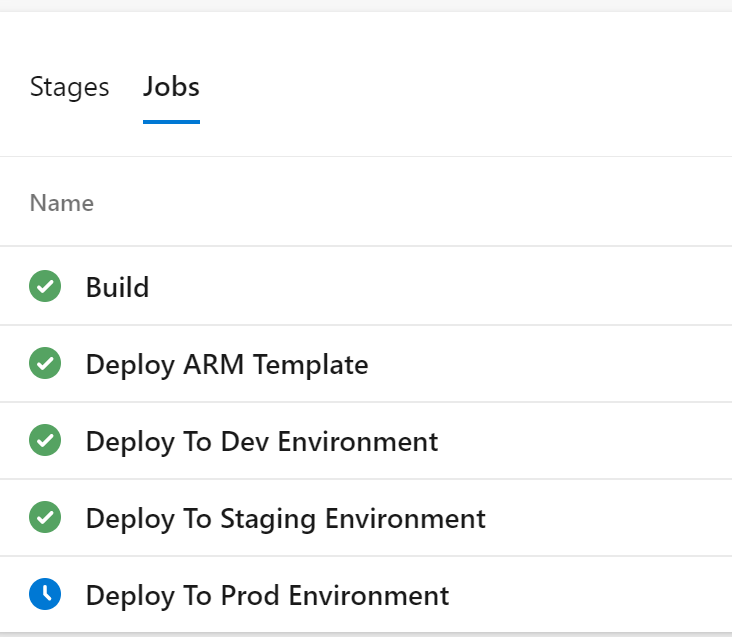 Stages Jobs
Name
Build
Deploy ARM Template
Deploy To Dev Environment
Deploy To Staging Environment
Deploy To Prod Environment